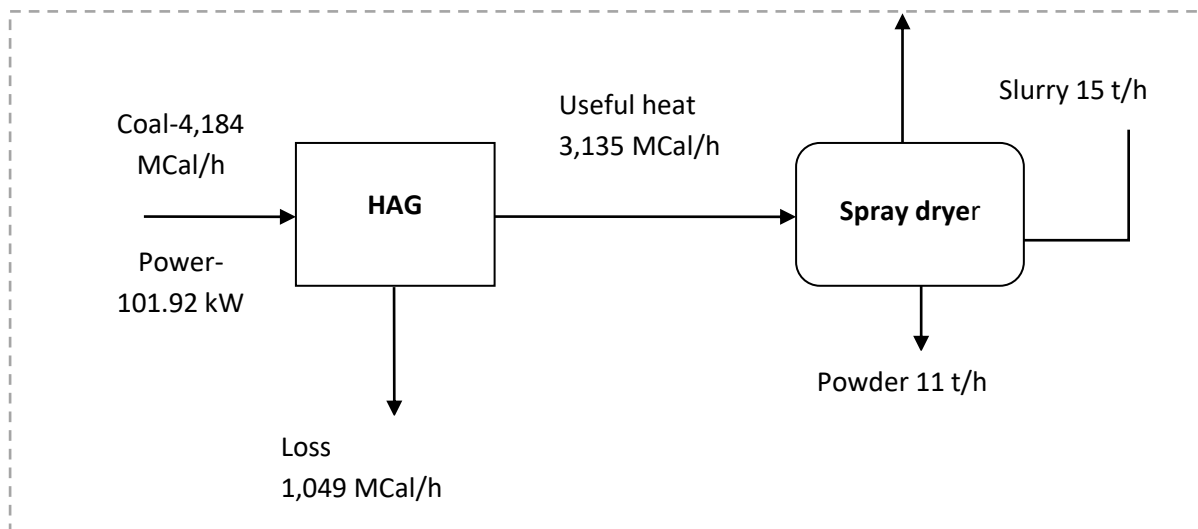 Coal-4,184
MCal/h
Power-
101.92 kW
HAG
Loss
1,049 MCal/h
Useful heat
3,135 MCal/h
Spray dryer
Slurry 15 t/h
Powder 11 t/h